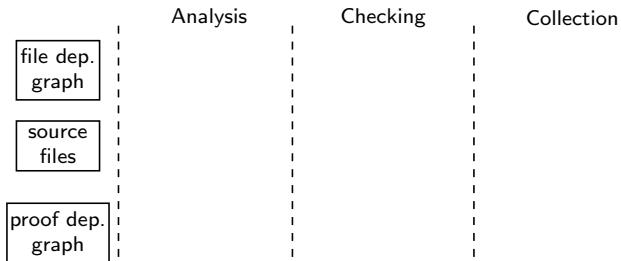 Analysis Checking Collection
file dep.
graph
source
files
proof dep.
graph